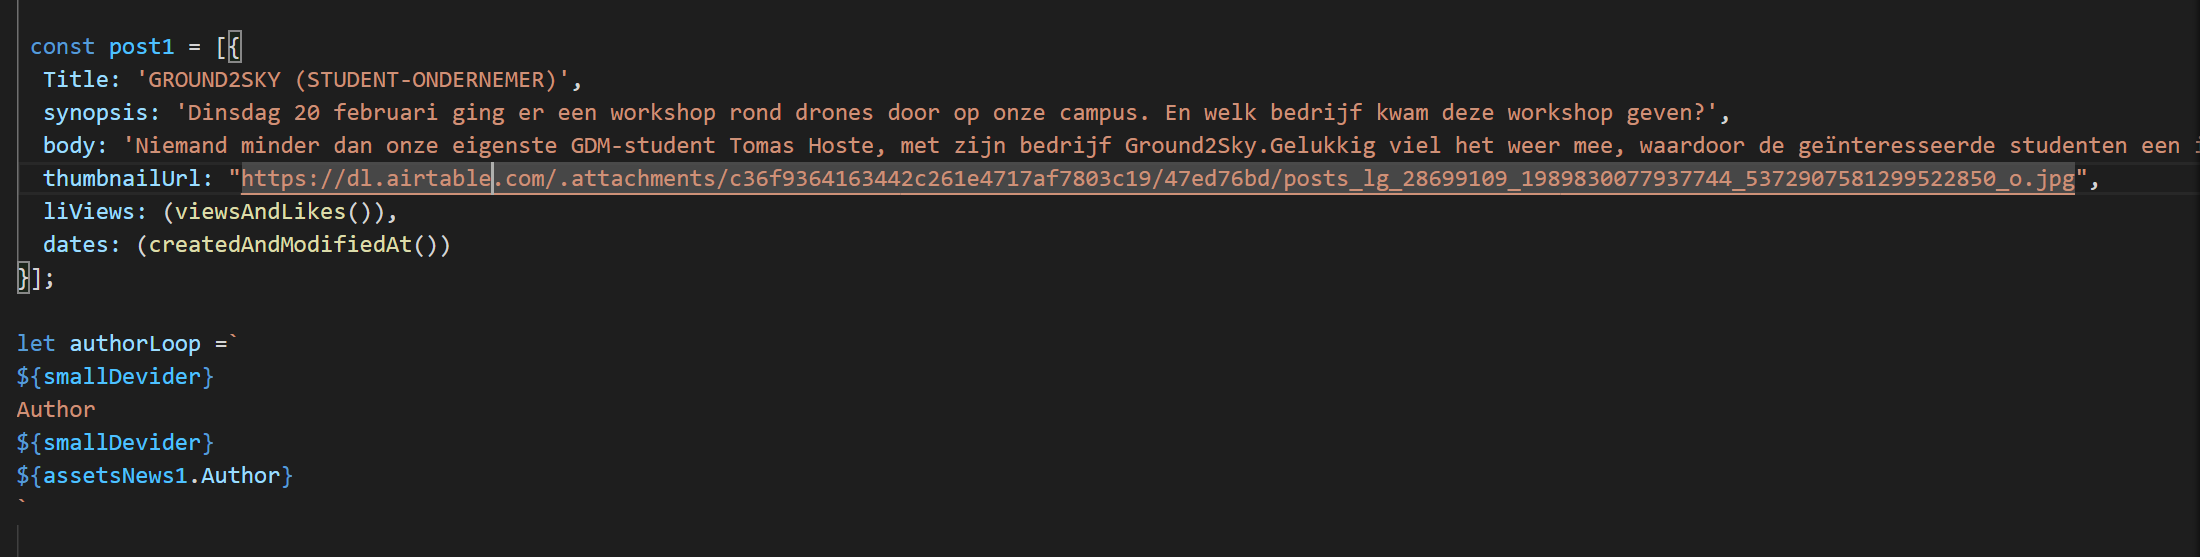 const post1 = [{
Title: 'GROUND2SKY (STUDENT-ONDERNEMER)',
synopsis: 'Dinsdag 20 februari ging er een workshop rond drones door op onze campus. En welk bedrijf kwam deze workshop geven?',
body: 'Niemand minder dan onze eigenste GDM-student Tomas Hoste, met zijn bedrijf Ground2Sky.Gelukkig viel het weer mee, waardoor de geïnteresseerde studenten een
thumbnailUrl: "https://dl.airtable.com/.attachments/c36f9364163442c261e4717af7803c19/47ed76bd/posts_lg_28699109_1989830077937744_5372907581299522850_o.jpg",
liViews: (viewsAndLikes()),
dates: (createdAndModifiedAt())
}];
let authorLoop =`
${smallDevider}
Author
${smallDevider}
${assetsNews1.Author}
`